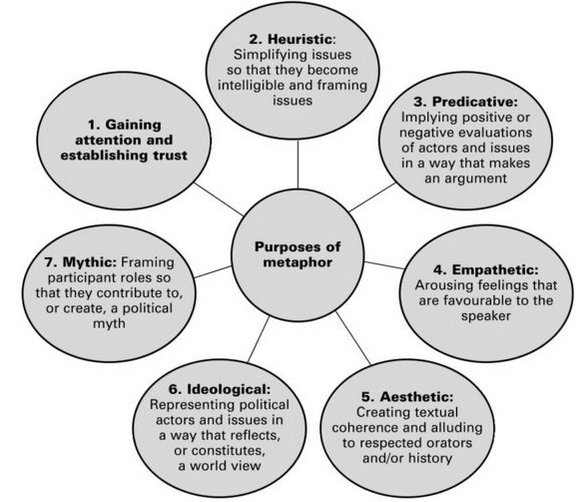 2. Heuristic:
Simplifying issues
so that they become
intelligible and framing
issues
1. Gaining
attention and
establishing trust
3. Predicative:
Implying positive or
negative evaluations
of actors and issues
in a way that makes
an argument
Purposes of
metaphor
7. Mythic: Framing
participant roles so
that they contribute to,
or create, a political
myth
4. Empathetic:
Arousing feelings that
are favourable to the
speaker
6. Ideological:
Representing political
actors and issues in
a way that reflects,
or constitutes,
a world view
5. Aesthetic:
Creating textual
coherence and alluding
to respected orators
and/or history